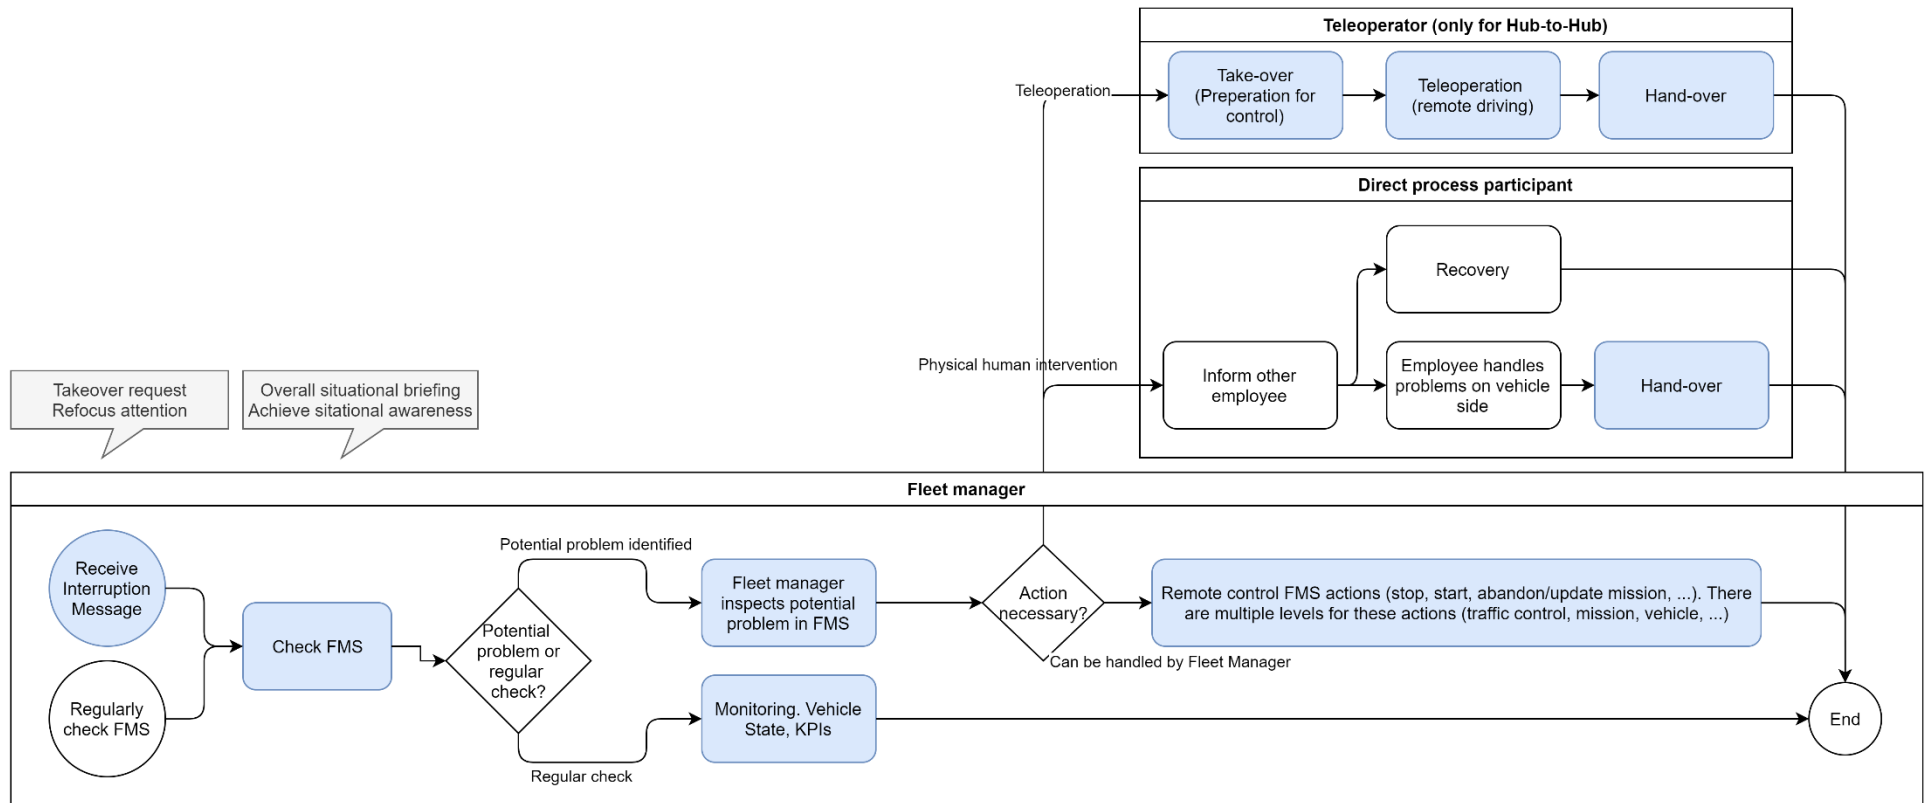 Teleoperator (only for Hub-to-Hub)
Teleoperation
Take-over
(Preperation for
control)
Teleoperation
(remote driving)
Hand-over
Direct process participant
Recovery
Physical human intervention
Inform other
employee
Employee handles
problems on vehicle
side
Hand-over
Takeover request
Refocus attention
Overall situational briefing
Achieve sitational awareness
Fleet manager
Receive
Interruption
Message
Regularly
check FMS
Check FMS
Potential
problem or
regular
check?
Potential problem identified
Regular check
Fleet manager
inspects potential
problem in FMS
Monitoring. Vehicle
State, KPIs
Action
necessary?
Can be handled by Fleet Manager
Remote control FMS actions (stop, start, abandon/update mission, ...). There
are multiple levels for these actions (traffic control, mission, vehicle, ...)
End